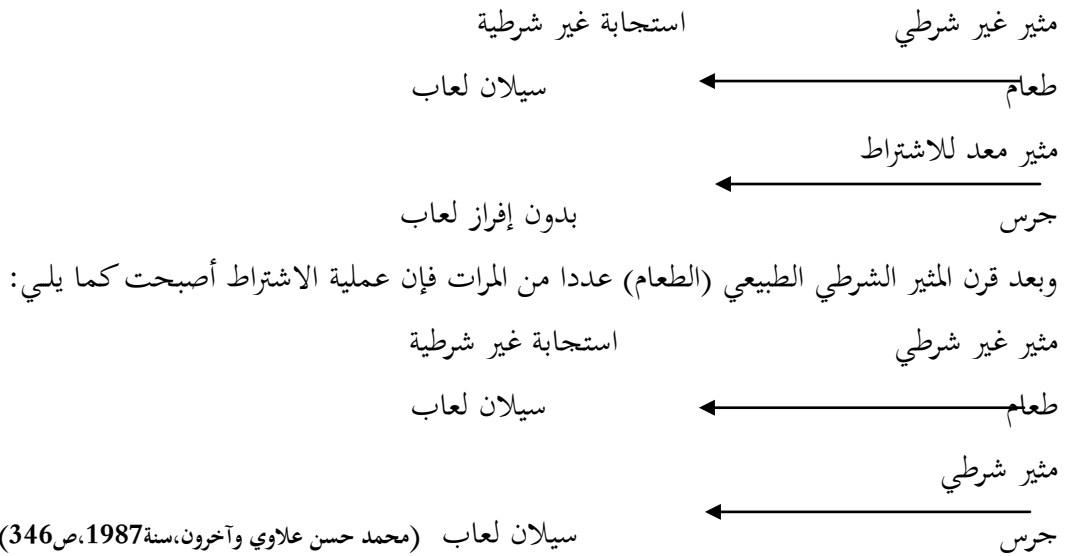 مثير غير شرطي استجابة غير شرطية
طعام سيلان لعاب
مثير معد للاشتراط
جرس بدون إفراز لعاب
وبعد قرن المثير الشرطي الطبيعي (الطعام) عددا من المرات فإن عملية الاشتراط أصبحت كما يلي:
مثير غير شرطي استجابة غير شرطية
طعام سيلان لعاب
مثير شرطي
جرس سيلان لعاب (محمد حسن علاوي وآخرون،سنة1987،ص346)